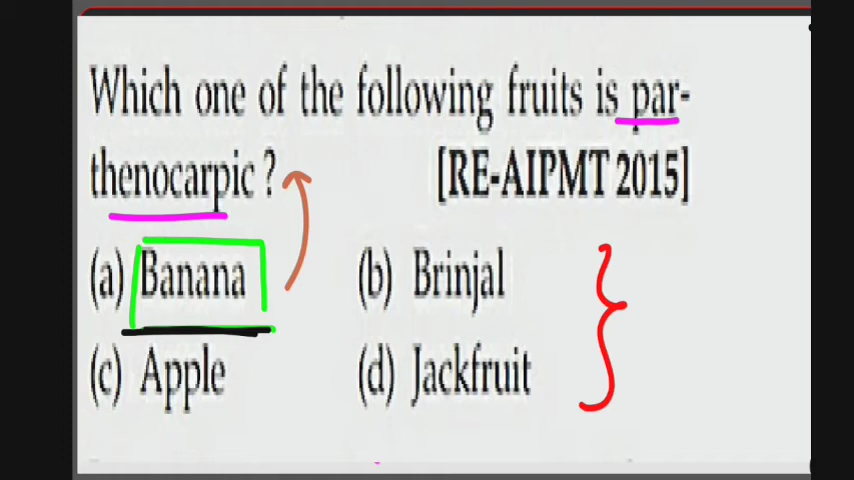 Which one of the following fruits is par-
thenocarpic ? [RE-AIPMT 2015]
(a) Banana (b) Brinjal
(c) Apple (d) Jackfruit